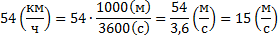 54 (км/ч) = 54 · 1000(м)/3600(с) = 54/3,6 (м/с) = 15 (м/с)